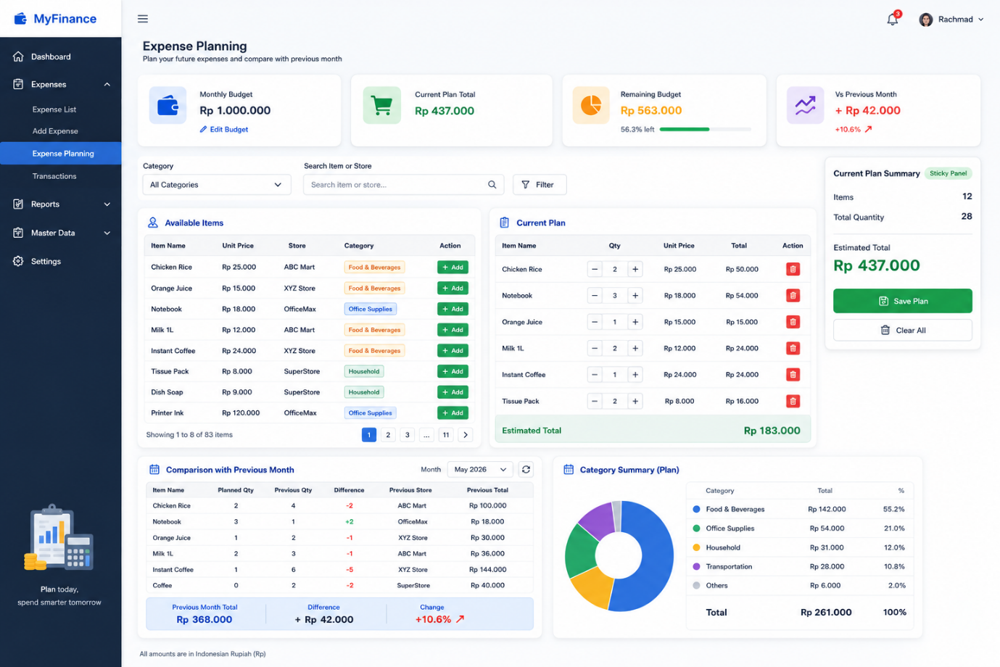 MyFinance
3
Rachmad
Dashboard
Expenses
Expense List
Add Expense
Expense Planning
Transactions
Reports
Master Data
Settings
Plan today,
spend smarter tomorrow
Expense Planning
Plan your future expenses and compare with previous month
Monthly Budget
Rp 1.000.000
Edit Budget
Current Plan Total
Rp 437.000
Remaining Budget
Rp 563.000
56.3% left
Vs Previous Month
+ Rp 42.000
+10.6% ↗
Category
All Categories
Search Item or Store
Search item or store...
Filter
Available Items
Item Name Unit Price Store Category Action
Chicken Rice Rp 25.000 ABC Mart Food & Beverages + Add
Orange Juice Rp 15.000 XYZ Store Food & Beverages + Add
Notebook Rp 18.000 OfficeMax Office Supplies + Add
Milk 1L Rp 12.000 ABC Mart Food & Beverages + Add
Instant Coffee Rp 24.000 XYZ Store Food & Beverages + Add
Tissue Pack Rp 8.000 SuperStore Household + Add
Dish Soap Rp 9.000 SuperStore Household + Add
Printer Ink Rp 120.000 OfficeMax Office Supplies + Add
Showing 1 to 8 of 83 items 1 2 3 ... 11 >
Current Plan
Item Name Qty Unit Price Total Action
Chicken Rice − 2 + Rp 25.000 Rp 50.000
Notebook − 3 + Rp 18.000 Rp 54.000
Orange Juice − 1 + Rp 15.000 Rp 15.000
Milk 1L − 2 + Rp 12.000 Rp 24.000
Instant Coffee − 1 + Rp 24.000 Rp 24.000
Tissue Pack − 2 + Rp 8.000 Rp 16.000
Estimated Total Rp 183.000
Current Plan Summary Sticky Panel
Items 12
Total Quantity 28
Estimated Total
Rp 437.000
Save Plan
Clear All
Comparison with Previous Month Month May 2026
Item Name Planned Qty Previous Qty Difference Previous Store Previous Total
Chicken Rice 2 4 -2 ABC Mart Rp 100.000
Notebook 3 1 +2 OfficeMax Rp 18.000
Orange Juice 1 2 -1 XYZ Store Rp 30.000
Milk 1L 2 3 -1 ABC Mart Rp 36.000
Instant Coffee 1 6 -5 XYZ Store Rp 144.000
Coffee 0 2 -2 SuperStore Rp 40.000
Previous Month Total Difference Change
Rp 368.000 + Rp 42.000 +10.6% ↗
Category Summary (Plan)
Category Total %
Food & Beverages Rp 142.000 55.2%
Office Supplies Rp 54.000 21.0%
Household Rp 31.000 12.0%
Transportation Rp 28.000 10.8%
Others Rp 6.000 2.0%
Total Rp 261.000 100%
All amounts are in Indonesian Rupiah (Rp)